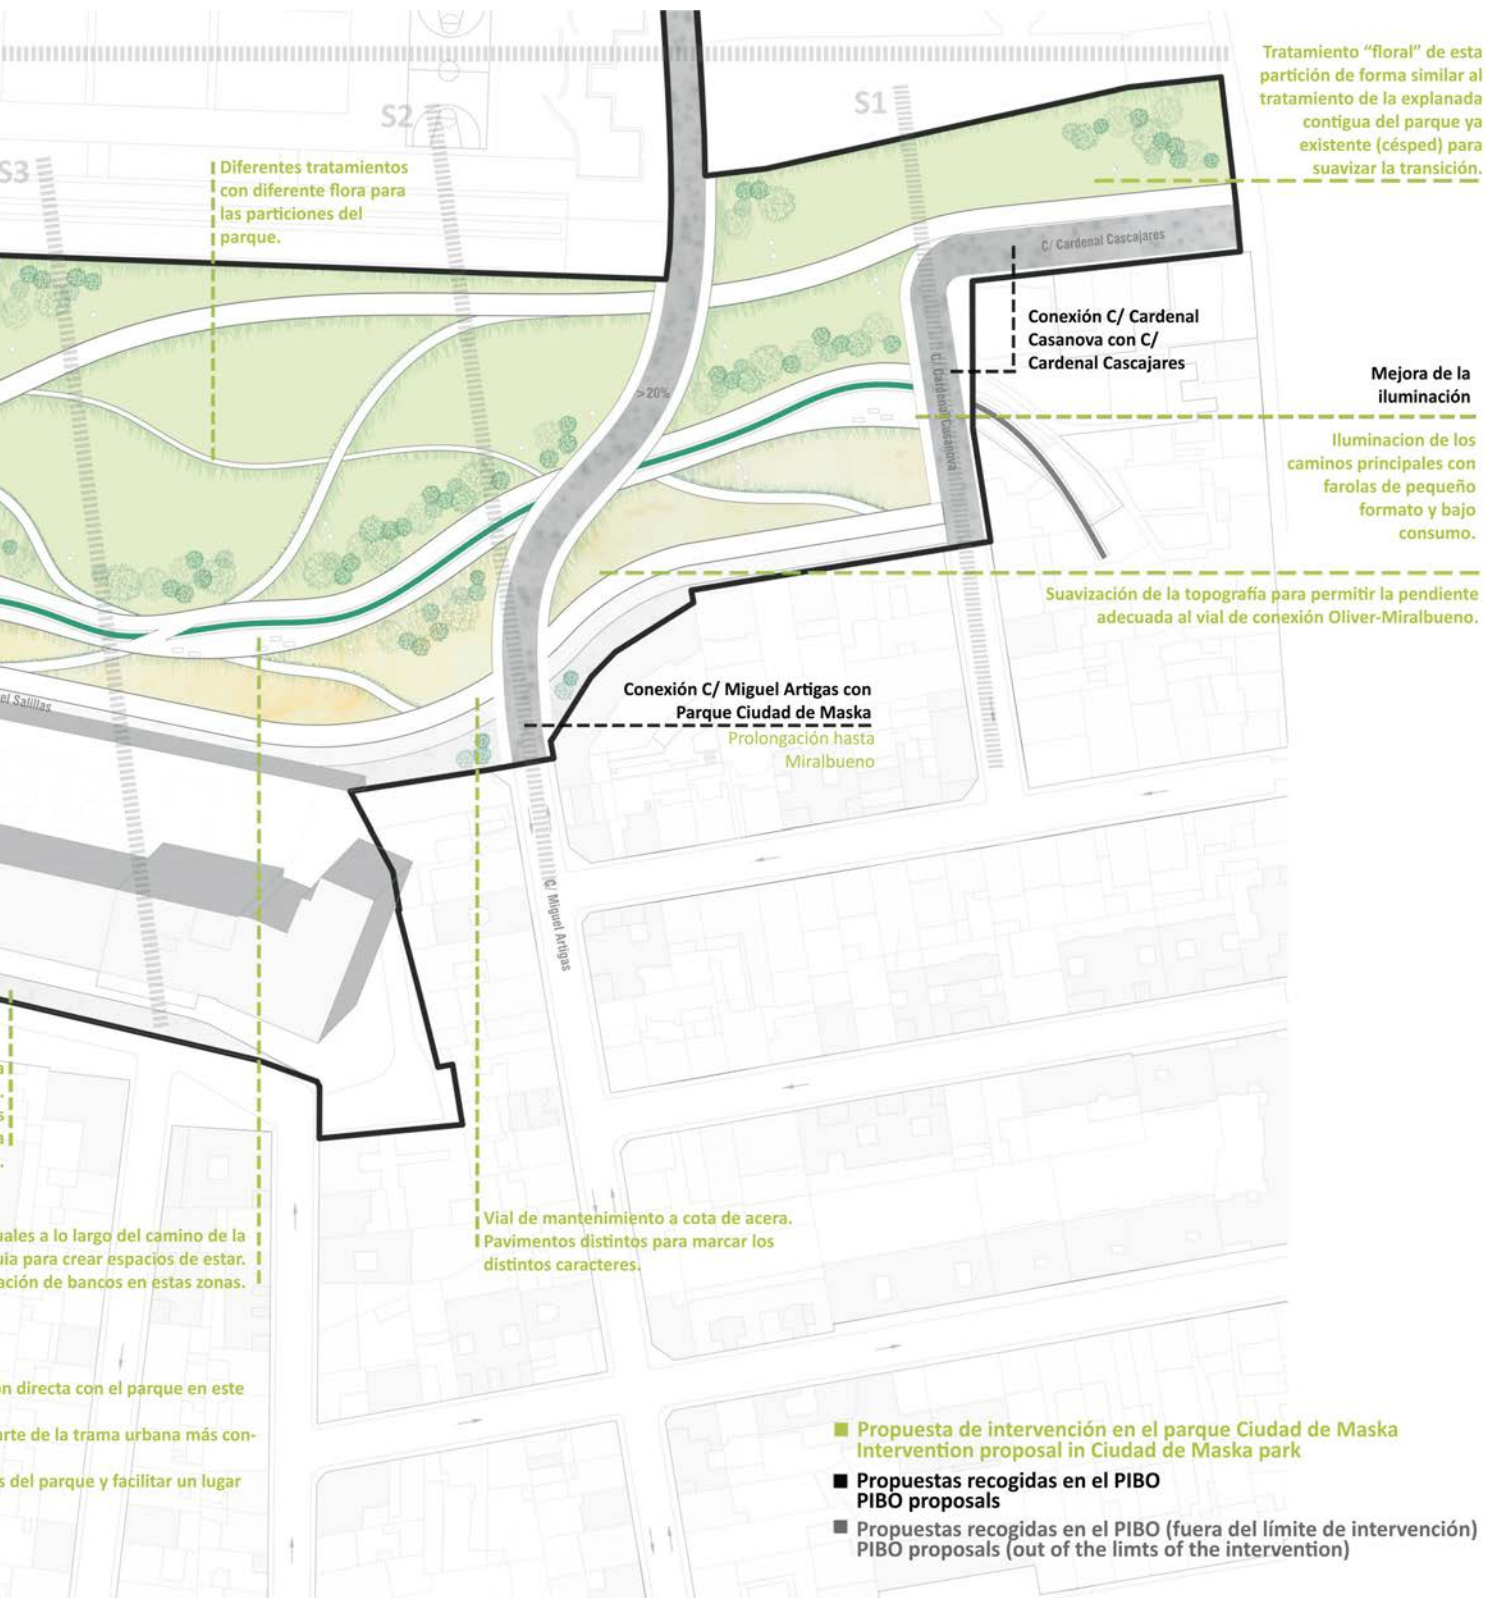 Tratamiento “floral” de esta
partición de forma similar al
tratamiento de la explanada
contigua del parque ya
existente (césped) para
suavizar la transición.
S1
S2
S3
Diferentes tratamientos
con diferente flora para
las particiones del
parque.
C/ Cardenal Cascajares
Conexión C/ Cardenal
Casanova con C/
Cardenal Cascajares
C/ Cardenal Casanova
>20%
Mejora de la
iluminación
Iluminacion de los
caminos principales con
farolas de pequeño
formato y bajo
consumo.
Suavización de la topografía para permitir la pendiente
adecuada al vial de conexión Oliver-Miralbueno.
el Salillas
Conexión C/ Miguel Artigas con
Parque Ciudad de Maska
Prolongación hasta
Miralbueno
C/ Miguel Artigas
a
.
s
a
.
Vial de mantenimiento a cota de acera.
Pavimentos distintos para marcar los
distintos caracteres.
uales a lo largo del camino de la
uia para crear espacios de estar.
ación de bancos en estas zonas.
n directa con el parque en este
arte de la trama urbana más con-
s del parque y facilitar un lugar
Propuesta de intervención en el parque Ciudad de Maska
Intervention proposal in Ciudad de Maska park
Propuestas recogidas en el PIBO
PIBO proposals
Propuestas recogidas en el PIBO (fuera del límite de intervención)
PIBO proposals (out of the limts of the intervention)